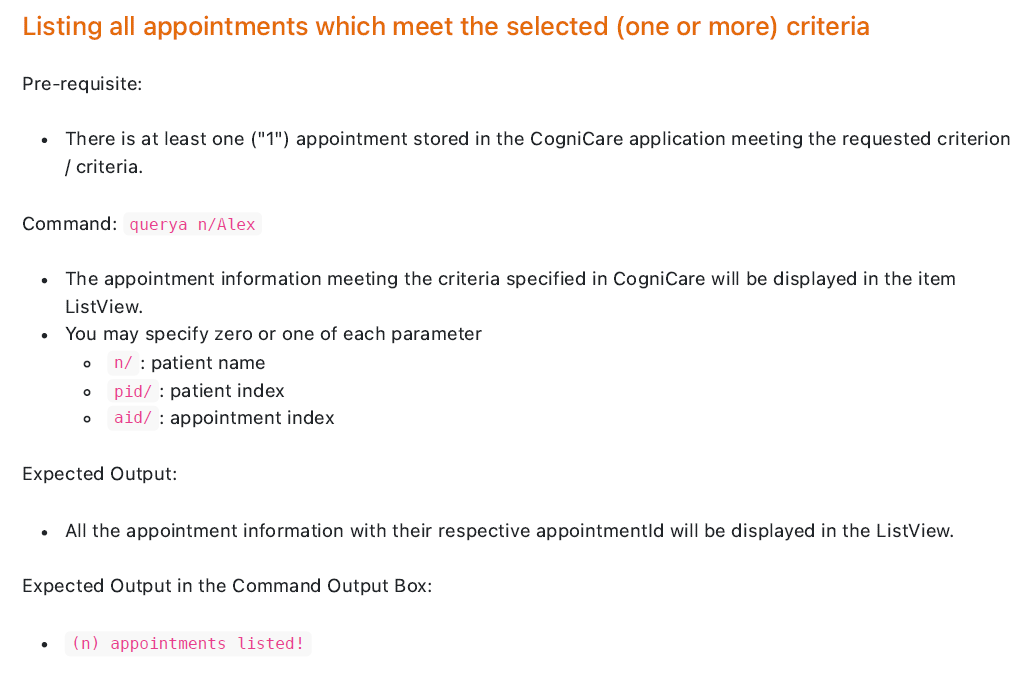 Listing all appointments which meet the selected (one or more) criteria
Pre-requisite:
• There is at least one ("1") appointment stored in the CogniCare application meeting the requested criterion
/ criteria.
Command: querya n/Alex
• The appointment information meeting the criteria specified in CogniCare will be displayed in the item
ListView.
• You may specify zero or one of each parameter
◦ n/ : patient name
◦ pid/ : patient index
◦ aid/ : appointment index
Expected Output:
• All the appointment information with their respective appointmentId will be displayed in the ListView.
Expected Output in the Command Output Box:
• (n) appointments listed!